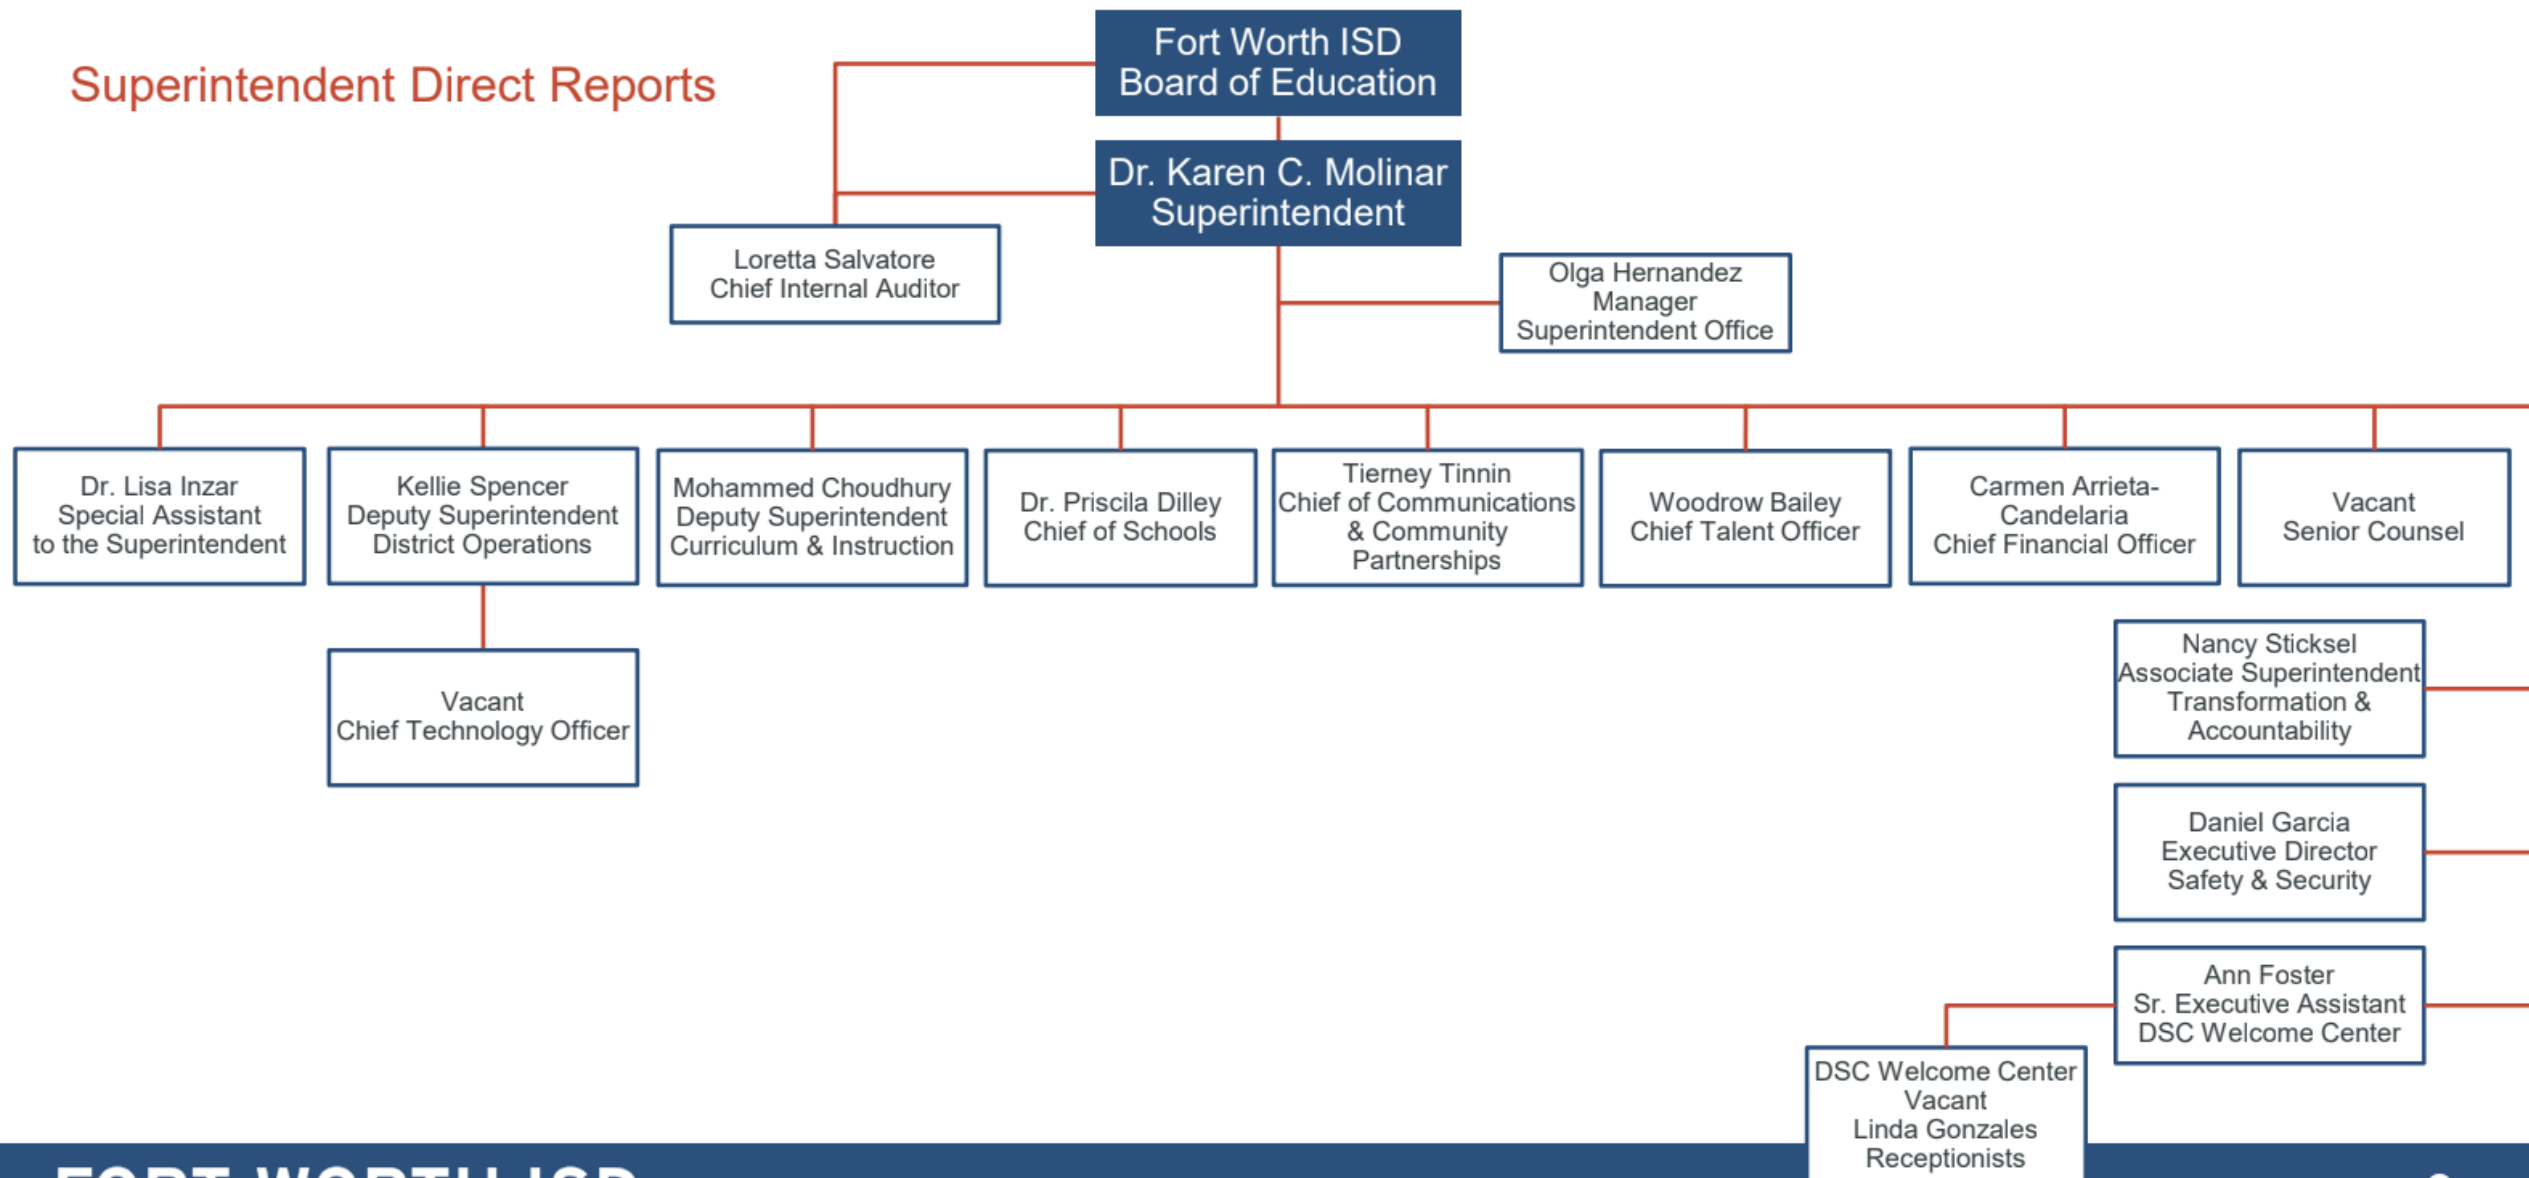 Superintendent Direct Reports
Fort Worth ISD
Board of Education
Dr. Karen C. Molinar
Superintendent
Loretta Salvatore
Chief Internal Auditor
Olga Hernandez
Manager
Superintendent Office
Dr. Lisa Inzar
Special Assistant
to the Superintendent
Kellie Spencer
Deputy Superintendent
District Operations
Mohammed Choudhury
Deputy Superintendent
Curriculum & Instruction
Dr. Priscila Dilley
Chief of Schools
Tierney Tinnin
Chief of Communications
& Community
Partnerships
Woodrow Bailey
Chief Talent Officer
Carmen Arrieta-
Candelaria
Chief Financial Officer
Vacant
Senior Counsel
Vacant
Chief Technology Officer
Nancy Sticksel
Associate Superintendent
Transformation &
Accountability
Daniel Garcia
Executive Director
Safety & Security
Ann Foster
Sr. Executive Assistant
DSC Welcome Center
DSC Welcome Center
Vacant
Linda Gonzales
Receptionists
FORT WORTH ISD